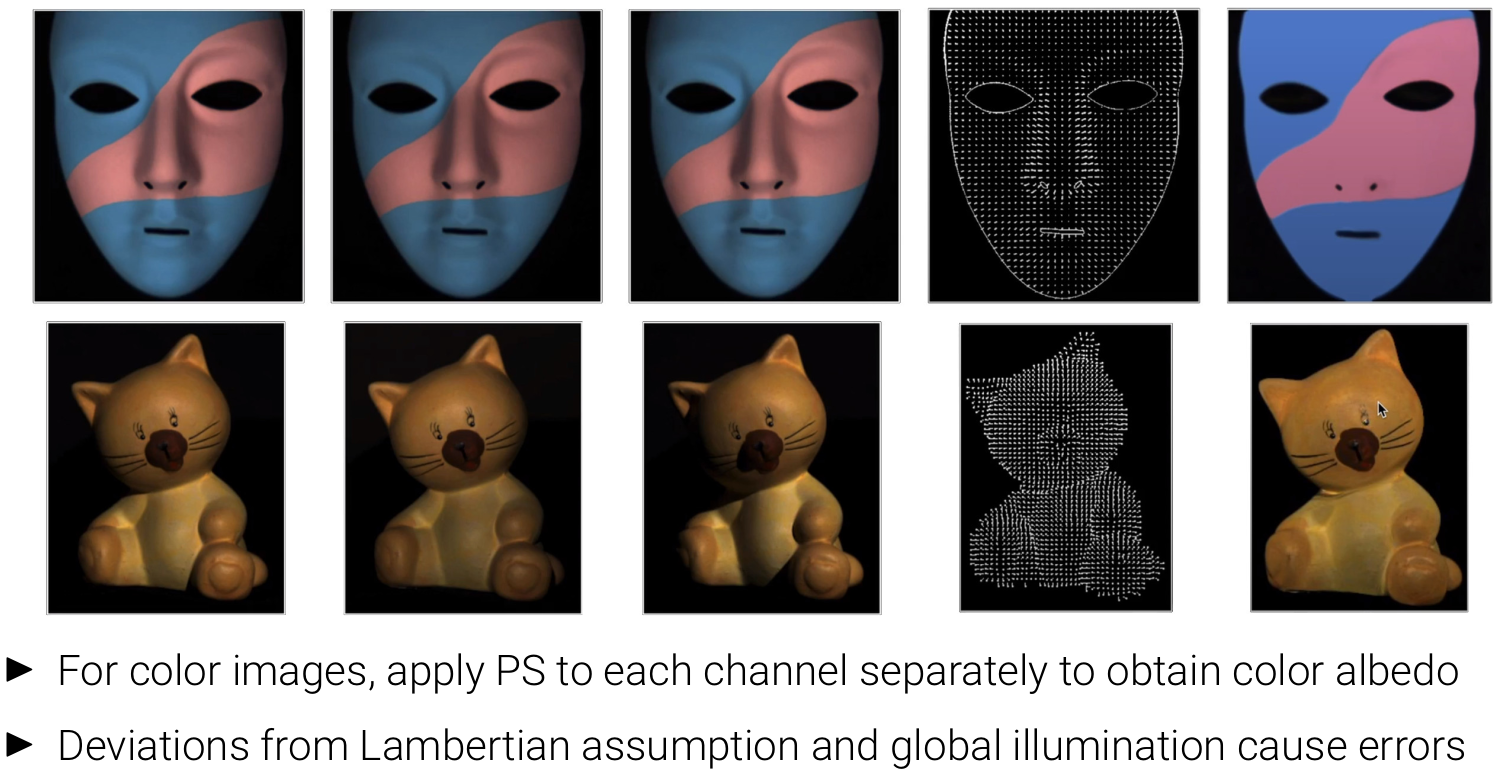 ► For color images, apply PS to each channel separately to obtain color albedo
► Deviations from Lambertian assumption and global illumination cause errors